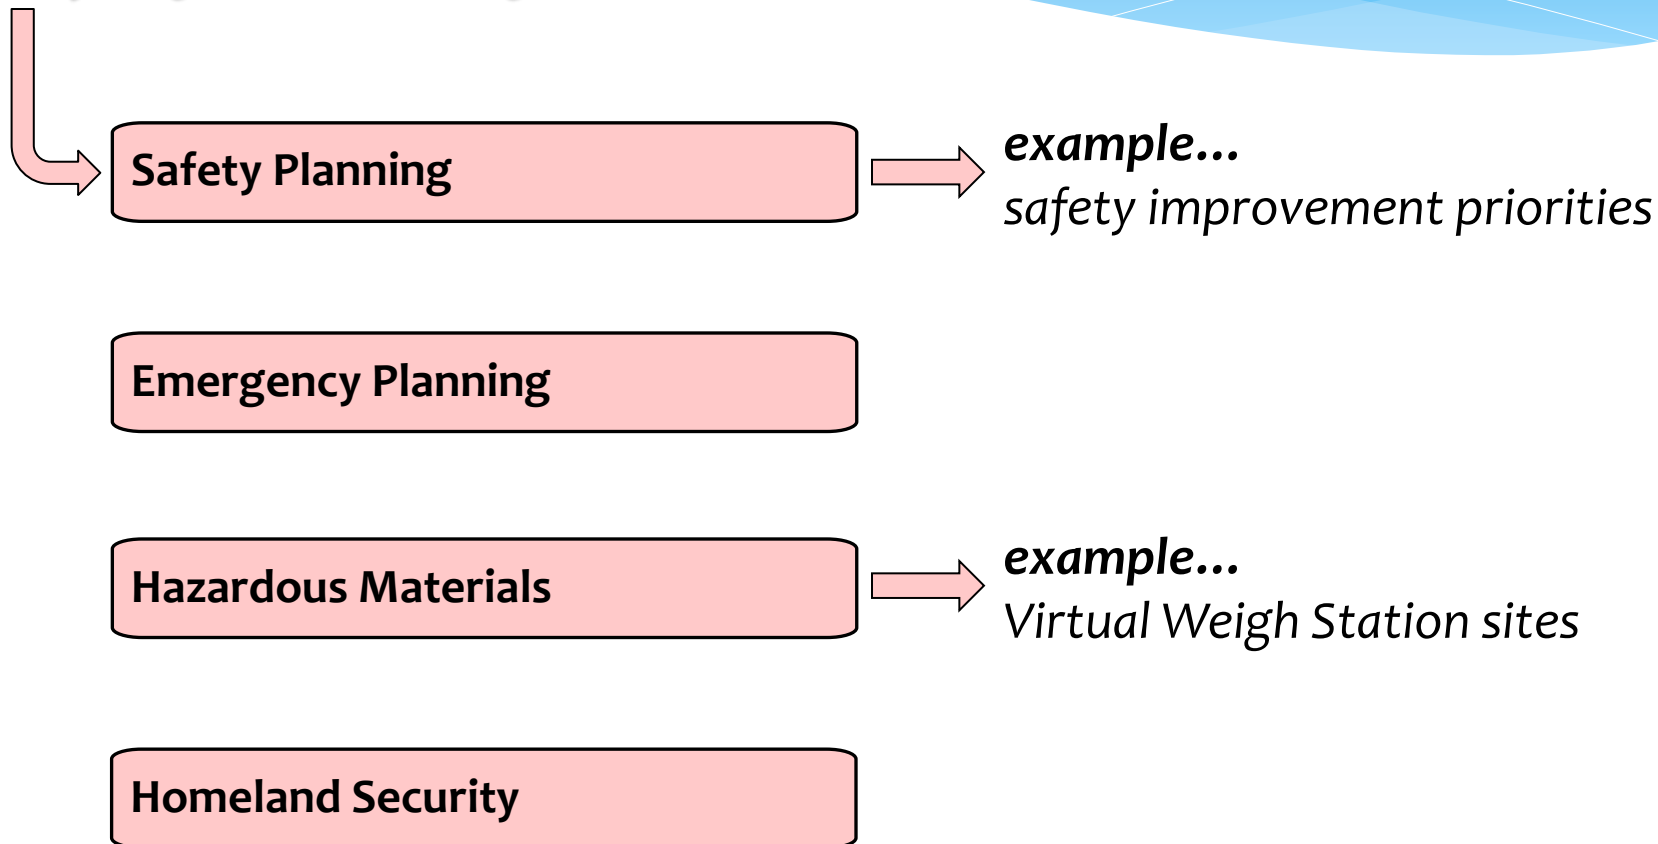 Safety Planning
example...
safety improvement priorities
Emergency Planning
Hazardous Materials
example...
Virtual Weigh Station sites
Homeland Security